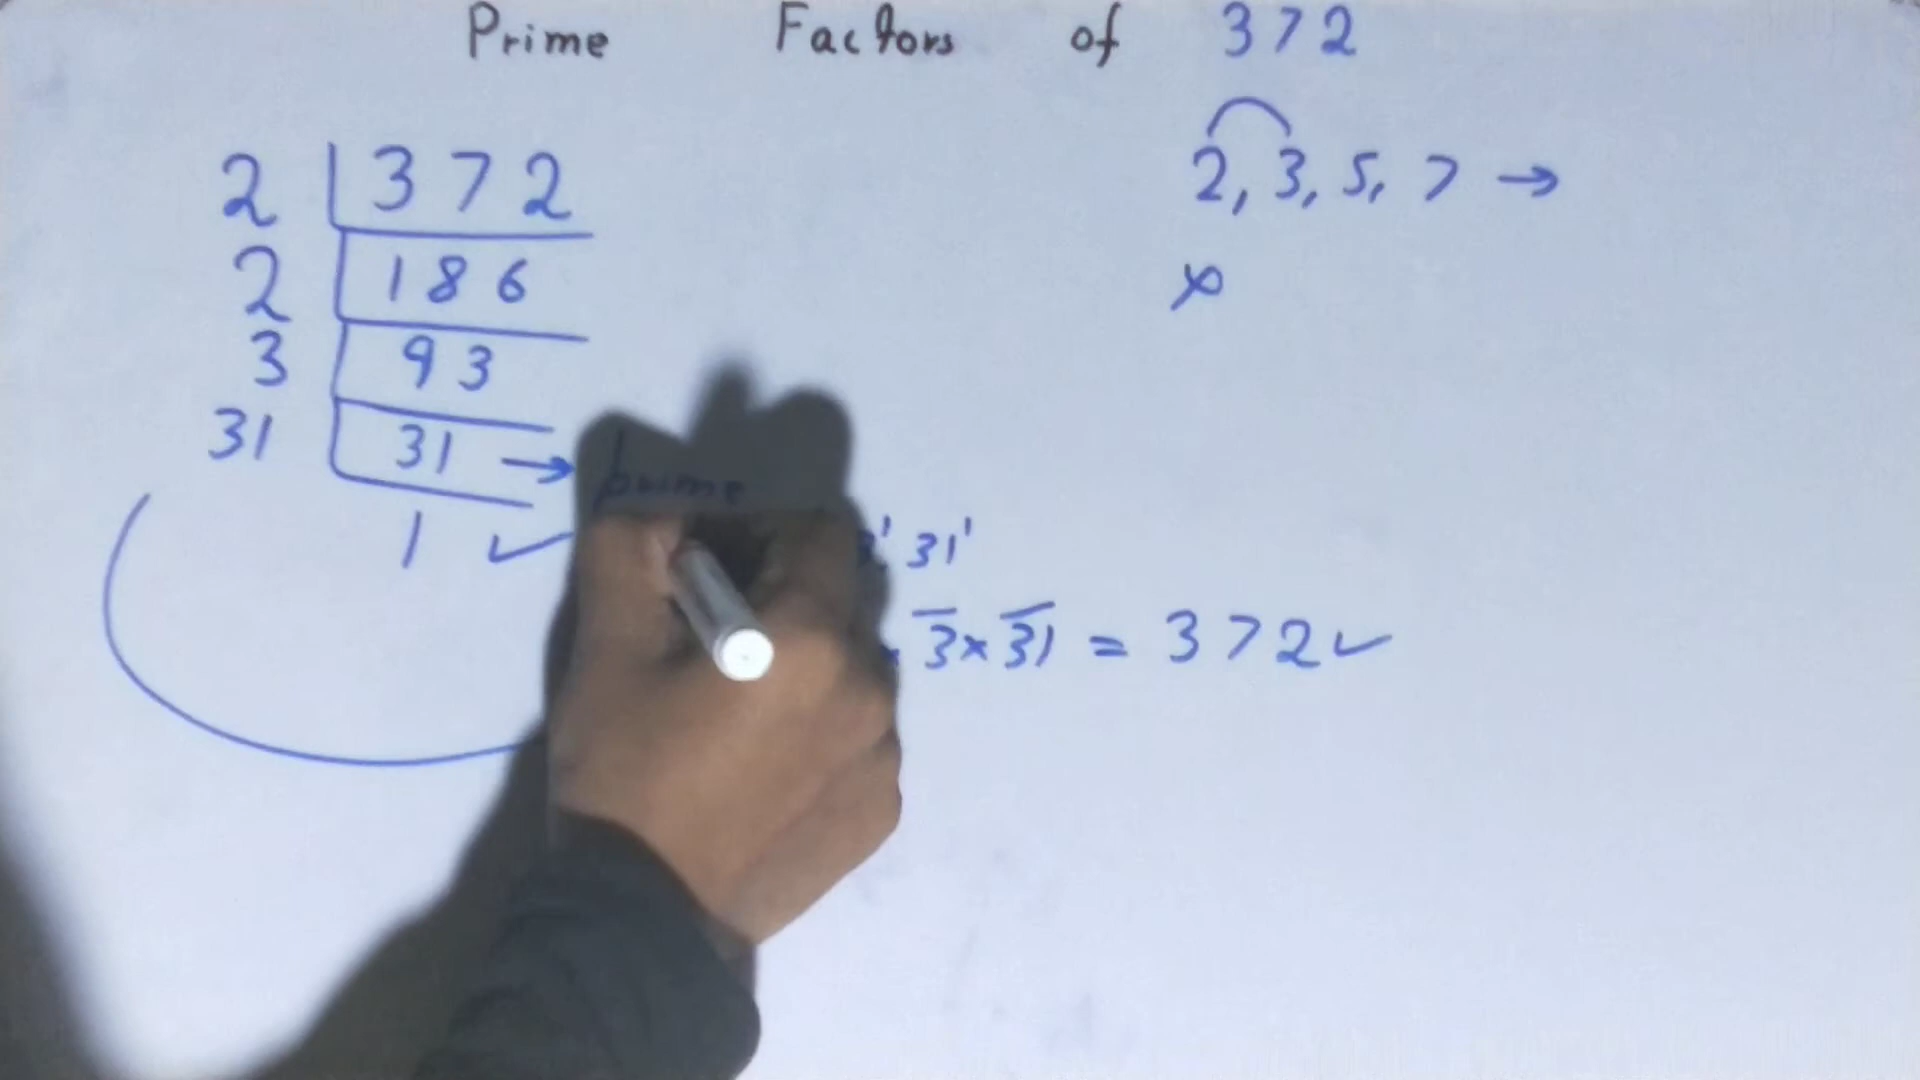 Prime Factors of 372
2 | 372
2 | 186
3 | 93
31 | 31 → prime
1 ✓
2, 3, 5, 7 →
3¹ 31¹
3 × 31 = 372 ✓